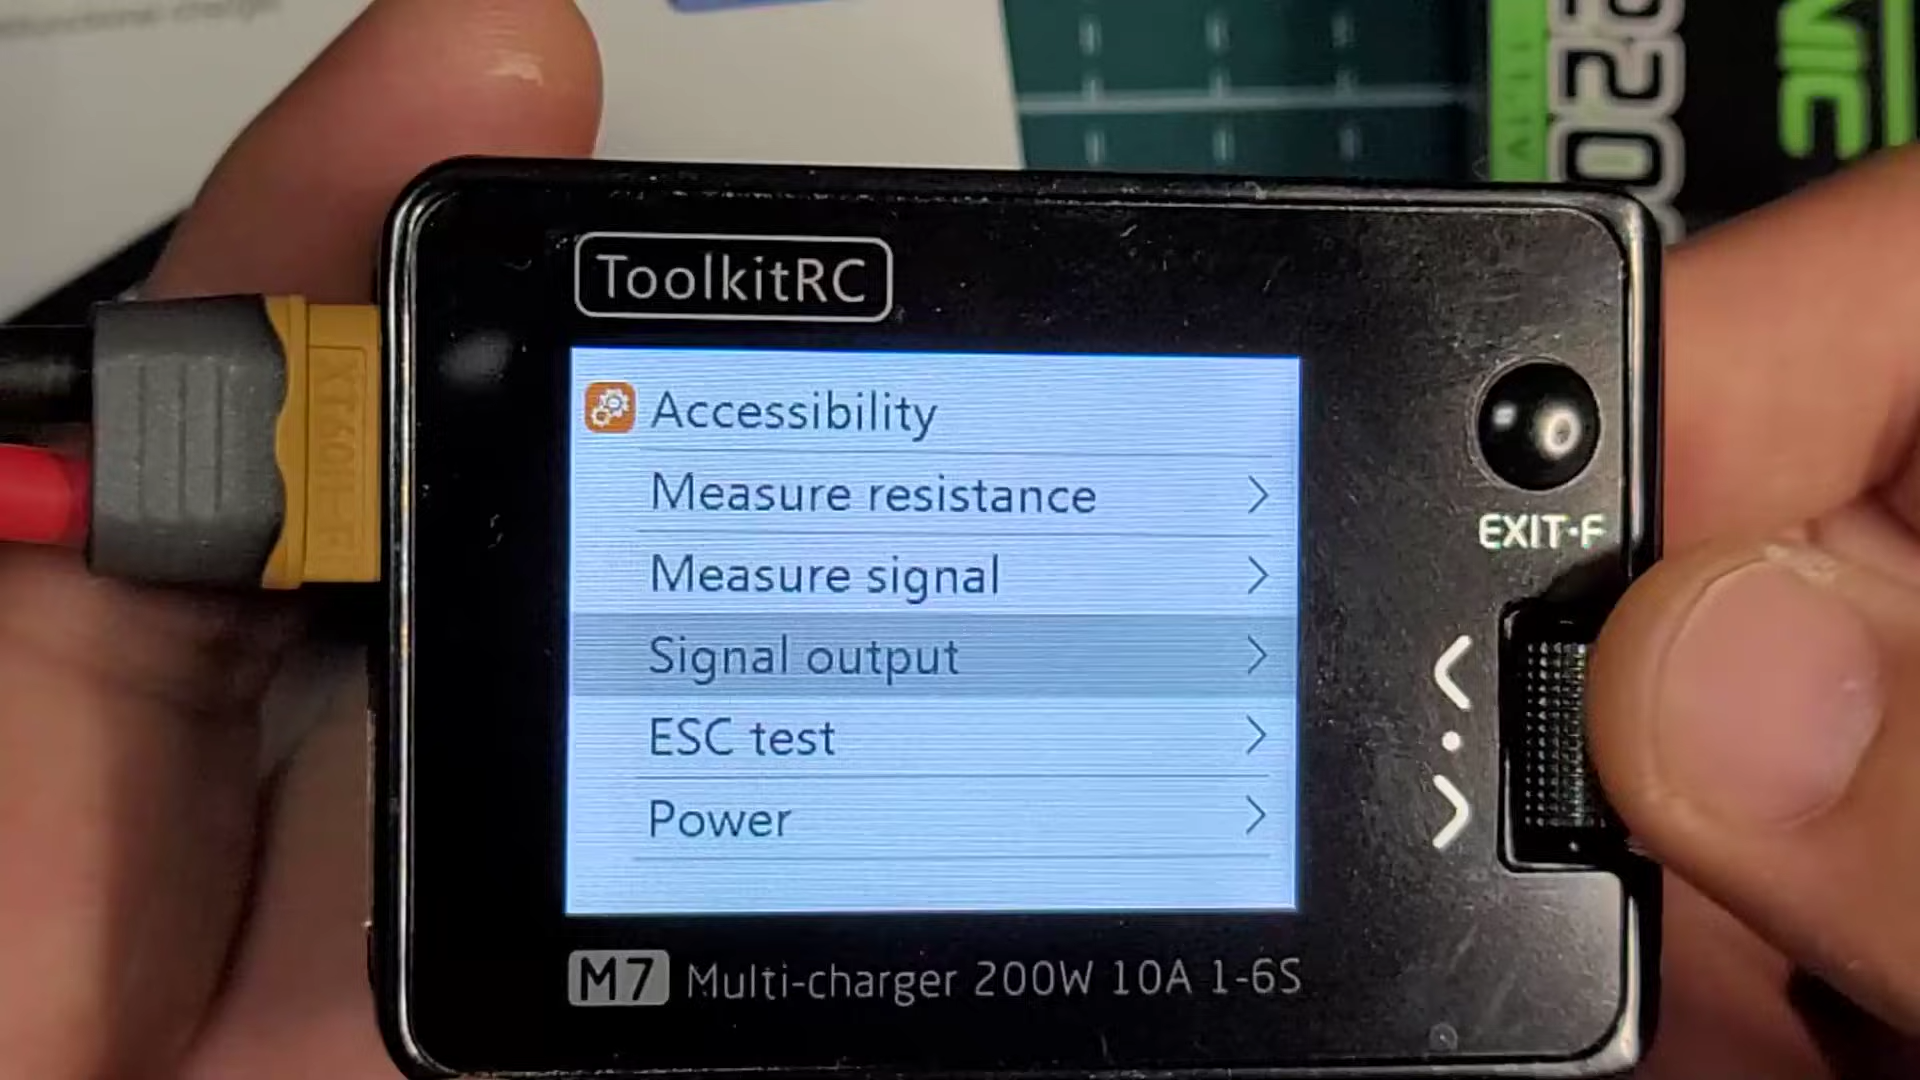 ToolkitRC
Accessibility
Measure resistance
Measure signal
Signal output
ESC test
Power
EXIT·F
M7 Multi-charger 200W 10A 1-6S
XT60H-F